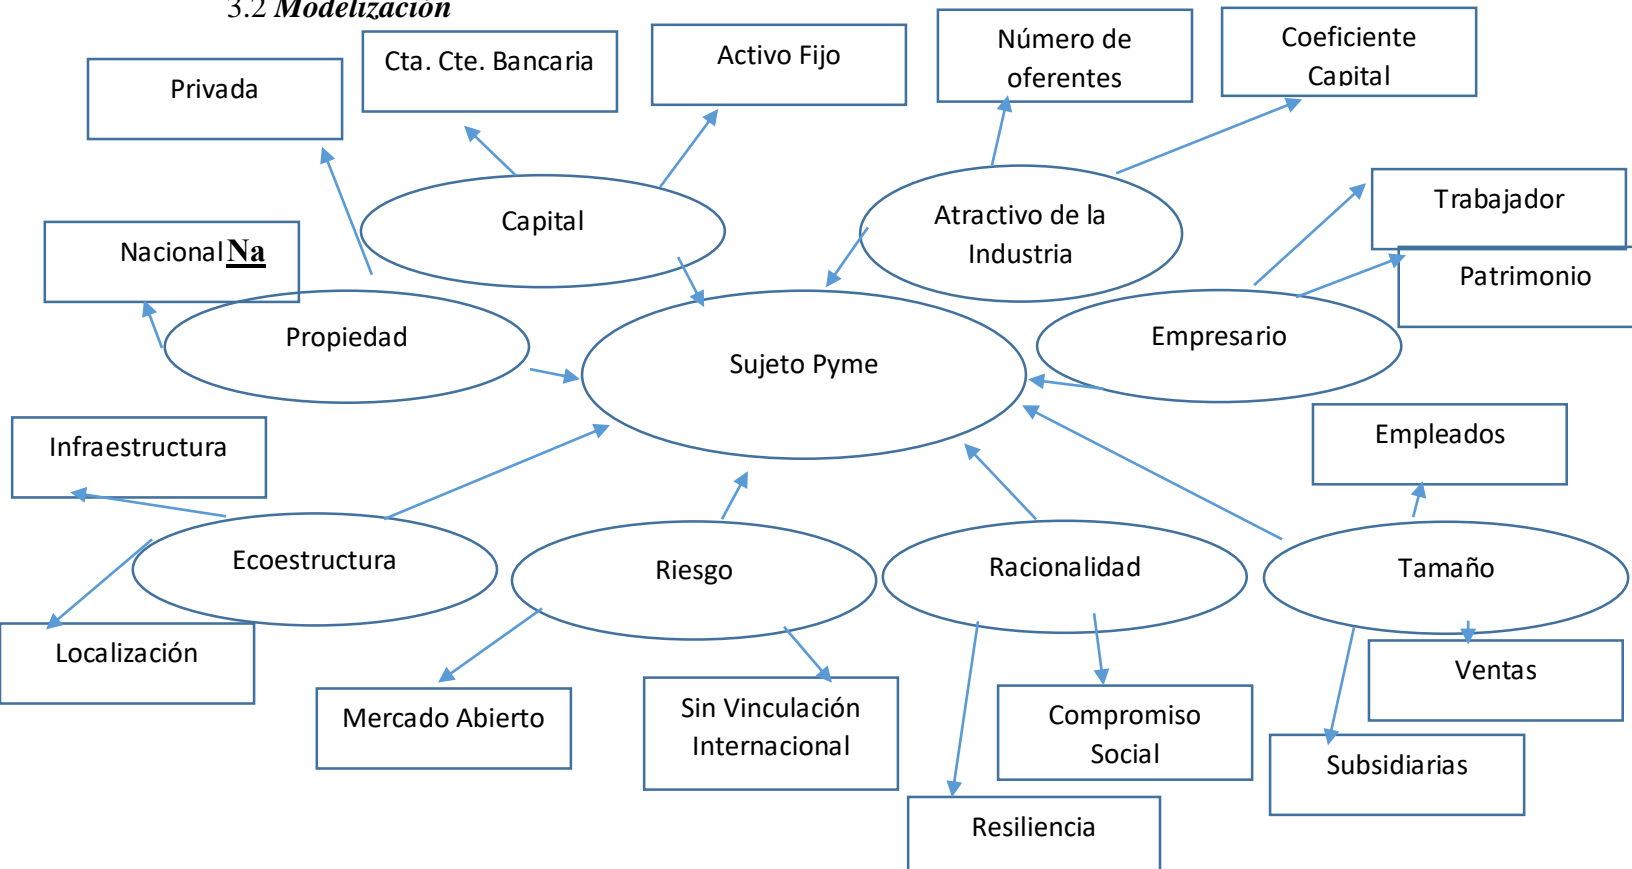 3.2 Modelización
Número de
oferentes
Coeficiente
Capital
Cta. Cte. Bancaria
Activo Fijo
Privada
Trabajador
Capital
Atractivo de la
Industria
Nacional Na
Patrimonio
Propiedad
Empresario
Sujeto Pyme
Infraestructura
Empleados
Ecoestructura
Riesgo
Racionalidad
Tamaño
Localización
Ventas
Mercado Abierto
Sin Vinculación
Internacional
Compromiso
Social
Subsidiarias
Resiliencia